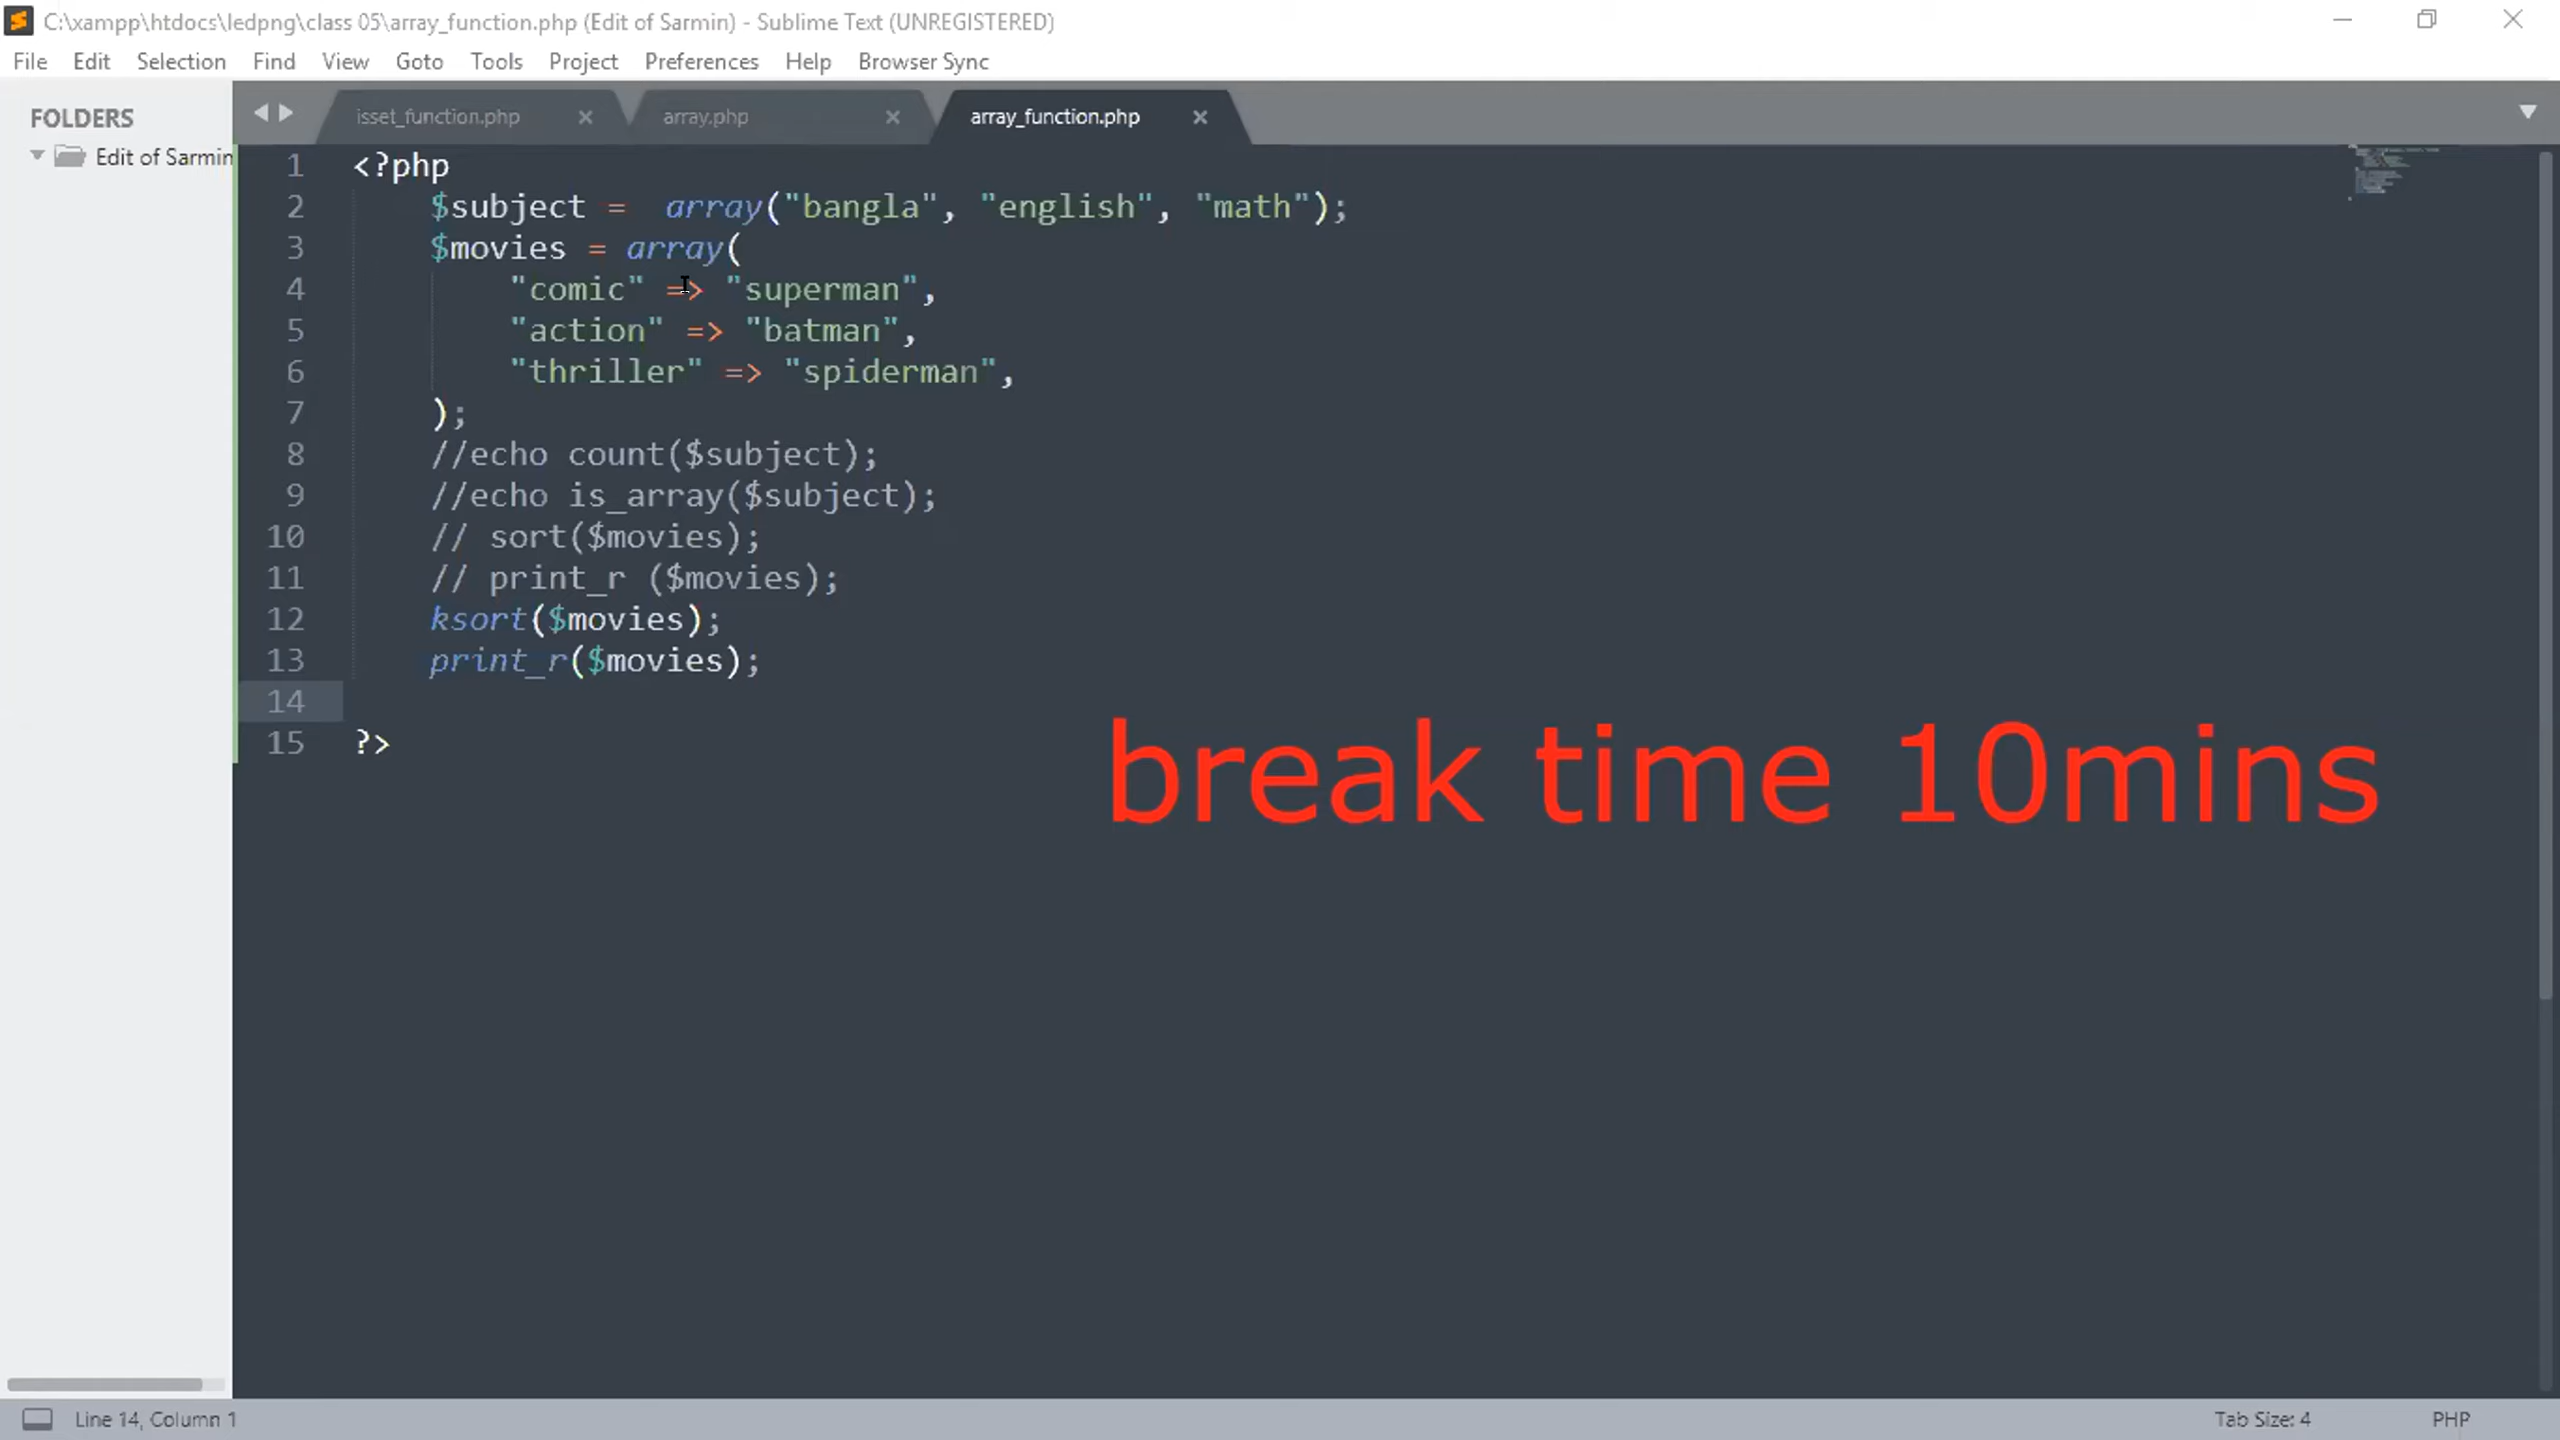 C:\xampp\htdocs\ledpng\class 05\array_function.php (Edit of Sarmin) - Sublime Text (UNREGISTERED)
File Edit Selection Find View Goto Tools Project Preferences Help Browser Sync
FOLDERS
Edit of Sarmin
isset_function.php array.php array_function.php
1 <?php
2 $subject =  array("bangla", "english", "math");
3 $movies = array(
4 "comic" => "superman",
5 "action" => "batman",
6 "thriller" => "spiderman",
7 );
8 //echo count($subject);
9 //echo is_array($subject);
10 // sort($movies);
11 // print_r ($movies);
12 ksort($movies);
13 print_r($movies);
14
15 ?>
break time 10mins
Line 14, Column 1 Tab Size: 4 PHP